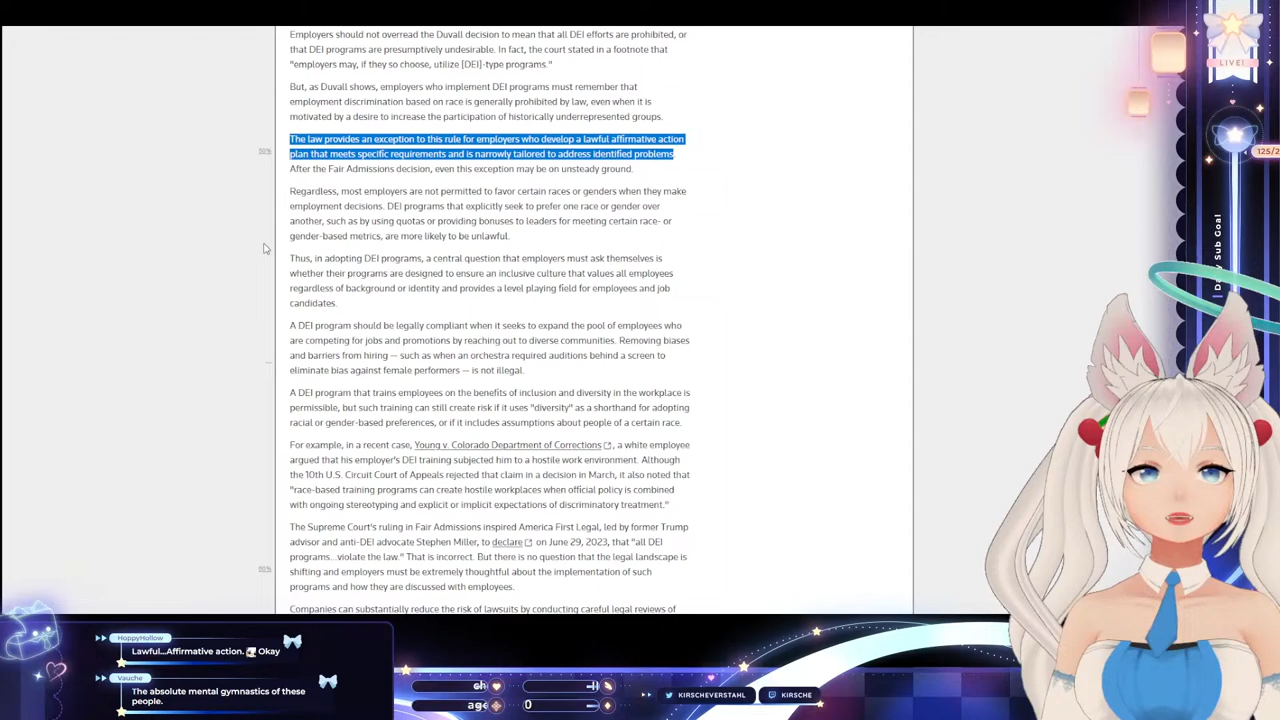 Employers should not overread the Duvall decision to mean that all DEI efforts are prohibited, or
that DEI programs are presumptively undesirable. In fact, the court stated in a footnote that
"employers may, if they so choose, utilize [DEI]-type programs."
But, as Duvall shows, employers who implement DEI programs must remember that
employment discrimination based on race is generally prohibited by law, even when it is
motivated by a desire to increase the participation of historically underrepresented groups.
The law provides an exception to this rule for employers who develop a lawful affirmative action
plan that meets specific requirements and is narrowly tailored to address identified problems.
After the Fair Admissions decision, even this exception may be on unsteady ground.
Regardless, most employers are not permitted to favor certain races or genders when they make
employment decisions. DEI programs that explicitly seek to prefer one race or gender over
another, such as by using quotas or providing bonuses to leaders for meeting certain race- or
gender-based metrics, are more likely to be unlawful.
Thus, in adopting DEI programs, a central question that employers must ask themselves is
whether their programs are designed to ensure an inclusive culture that values all employees
regardless of background or identity and provides a level playing field for employees and job
candidates.
A DEI program should be legally compliant when it seeks to expand the pool of employees who
are competing for jobs and promotions by reaching out to diverse communities. Removing biases
and barriers from hiring — such as when an orchestra required auditions behind a screen to
eliminate bias against female performers — is not illegal.
A DEI program that trains employees on the benefits of inclusion and diversity in the workplace is
permissible, but such training can still create risk if it uses "diversity" as a shorthand for adopting
racial or gender-based preferences, or if it includes assumptions about people of a certain race.
For example, in a recent case, Young v. Colorado Department of Corrections, a white employee
argued that his employer's DEI training subjected him to a hostile work environment. Although
the 10th U.S. Circuit Court of Appeals rejected that claim in a decision in March, it also noted that
"race-based training programs can create hostile workplaces when official policy is combined
with ongoing stereotyping and explicit or implicit expectations of discriminatory treatment."
The Supreme Court's ruling in Fair Admissions inspired America First Legal, led by former Trump
advisor and anti-DEI advocate Stephen Miller, to declare on June 29, 2023, that "all DEI
programs...violate the law." That is incorrect. But there is no question that the legal landscape is
shifting and employers must be extremely thoughtful about the implementation of such
programs and how they are discussed with employees.
Companies can substantially reduce the risk of lawsuits by conducting careful legal reviews of
LIVE!
125/2
Sub Goal
HoppyHollow
Lawful...Affirmative action. Okay
Vauche
The absolute mental gymnastics of these
people.
0
KIRSCHEVERSTAHL
KIRSCHE